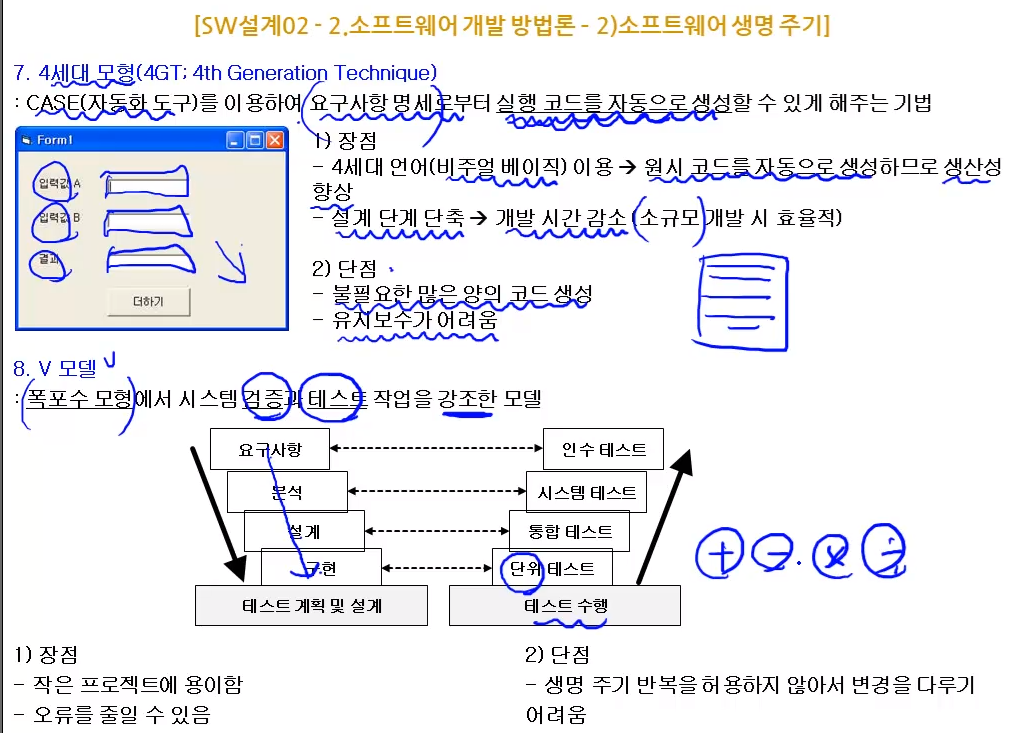 [SW설계02 - 2.소프트웨어 개발 방법론 - 2)소프트웨어 생명 주기]
7. 4세대 모형(4GT; 4th Generation Technique)
: CASE(자동화 도구)를 이용하여 요구사항 명세로부터 실행 코드를 자동으로 생성할 수 있게 해주는 기법
Form1
입력값 A
입력값 B
결과
더하기
1) 장점
- 4세대 언어(비주얼 베이직) 이용 → 원시 코드를 자동으로 생성하므로 생산성
향상
- 설계 단계 단축 → 개발 시간 감소 (소규모 개발 시 효율적)
2) 단점
- 불필요한 많은 양의 코드 생성
- 유지보수가 어려움
8. V 모델
: 폭포수 모형에서 시스템 검증과 테스트 작업을 강조한 모델
요구사항 인수 테스트
분석 시스템 테스트
설계 통합 테스트
구현 단위 테스트
테스트 계획 및 설계 테스트 수행
+ - × ÷
1) 장점
- 작은 프로젝트에 용이함
- 오류를 줄일 수 있음
2) 단점
- 생명 주기 반복을 허용하지 않아서 변경을 다루기
어려움